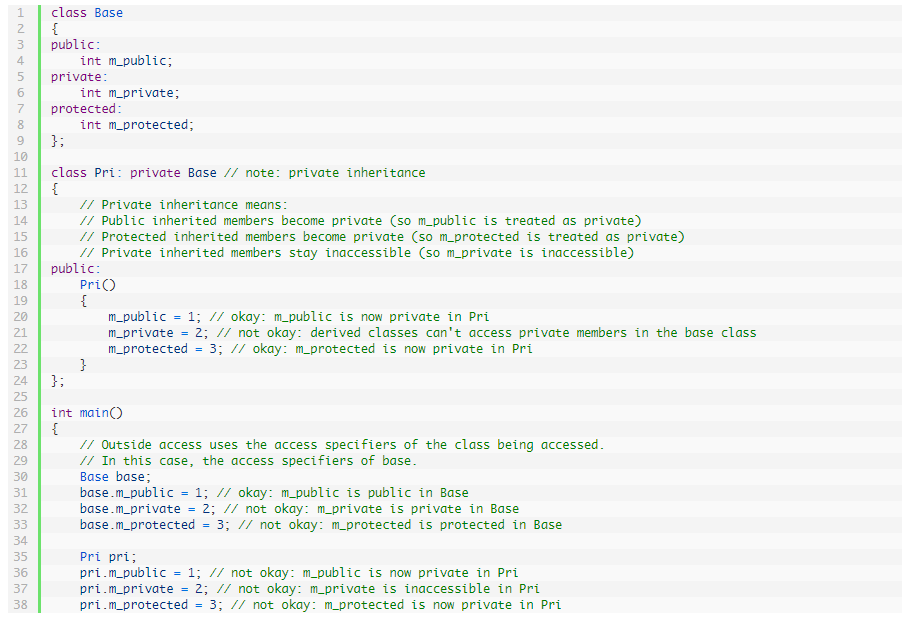 1 class Base
2 {
3 public:
4     int m_public;
5 private:
6     int m_private;
7 protected:
8     int m_protected;
9 };
10
11 class Pri: private Base // note: private inheritance
12 {
13     // Private inheritance means:
14     // Public inherited members become private (so m_public is treated as private)
15     // Protected inherited members become private (so m_protected is treated as private)
16     // Private inherited members stay inaccessible (so m_private is inaccessible)
17 public:
18     Pri()
19     {
20         m_public = 1; // okay: m_public is now private in Pri
21         m_private = 2; // not okay: derived classes can't access private members in the base class
22         m_protected = 3; // okay: m_protected is now private in Pri
23     }
24 };
25
26 int main()
27 {
28     // Outside access uses the access specifiers of the class being accessed.
29     // In this case, the access specifiers of base.
30     Base base;
31     base.m_public = 1; // okay: m_public is public in Base
32     base.m_private = 2; // not okay: m_private is private in Base
33     base.m_protected = 3; // not okay: m_protected is protected in Base
34
35     Pri pri;
36     pri.m_public = 1; // not okay: m_public is now private in Pri
37     pri.m_private = 2; // not okay: m_private is inaccessible in Pri
38     pri.m_protected = 3; // not okay: m_protected is now private in Pri